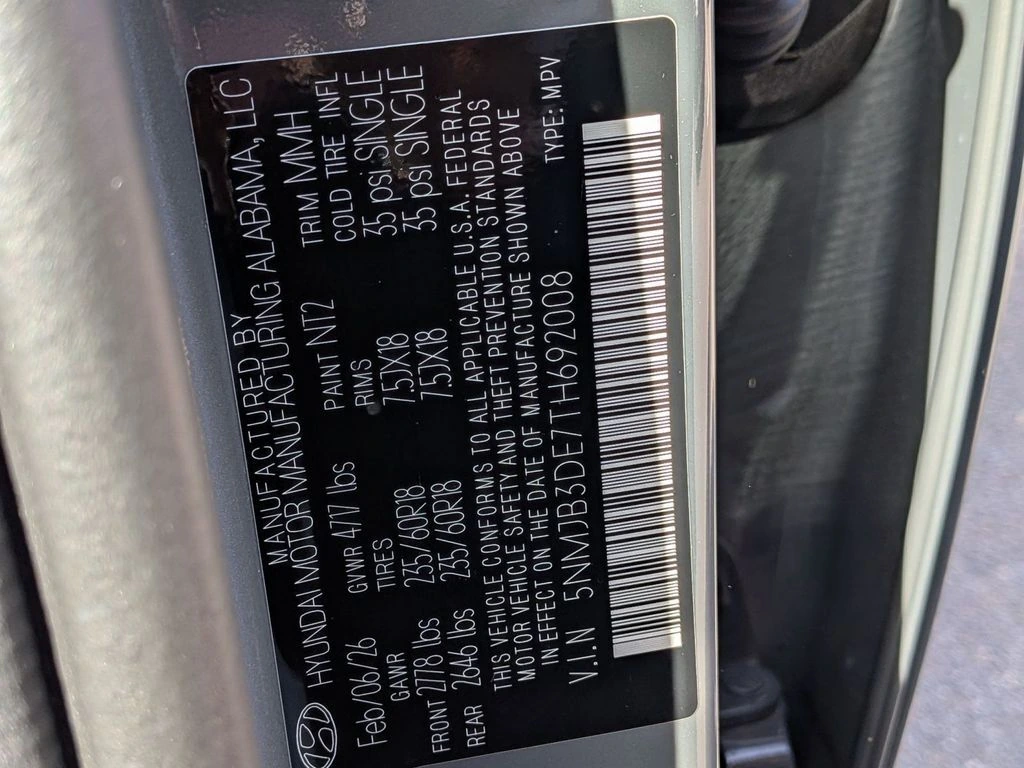 MANUFACTURED BY
HYUNDAI MOTOR MANUFACTURING ALABAMA, LLC
Feb/06/26 GVWR 4717 lbs PAINT NT2 TRIM MMH
GAWR TIRES RIMS COLD TIRE INFL
FRONT 2778 lbs 235/60R18 7.5JX18 35 psi SINGLE
REAR 2646 lbs 235/60R18 7.5JX18 35 psi SINGLE
THIS VEHICLE CONFORMS TO ALL APPLICABLE U.S.A. FEDERAL
MOTOR VEHICLE SAFETY AND THEFT PREVENTION STANDARDS
IN EFFECT ON THE DATE OF MANUFACTURE SHOWN ABOVE
V.I.N 5NMJB3DE7TH692008 TYPE: MPV